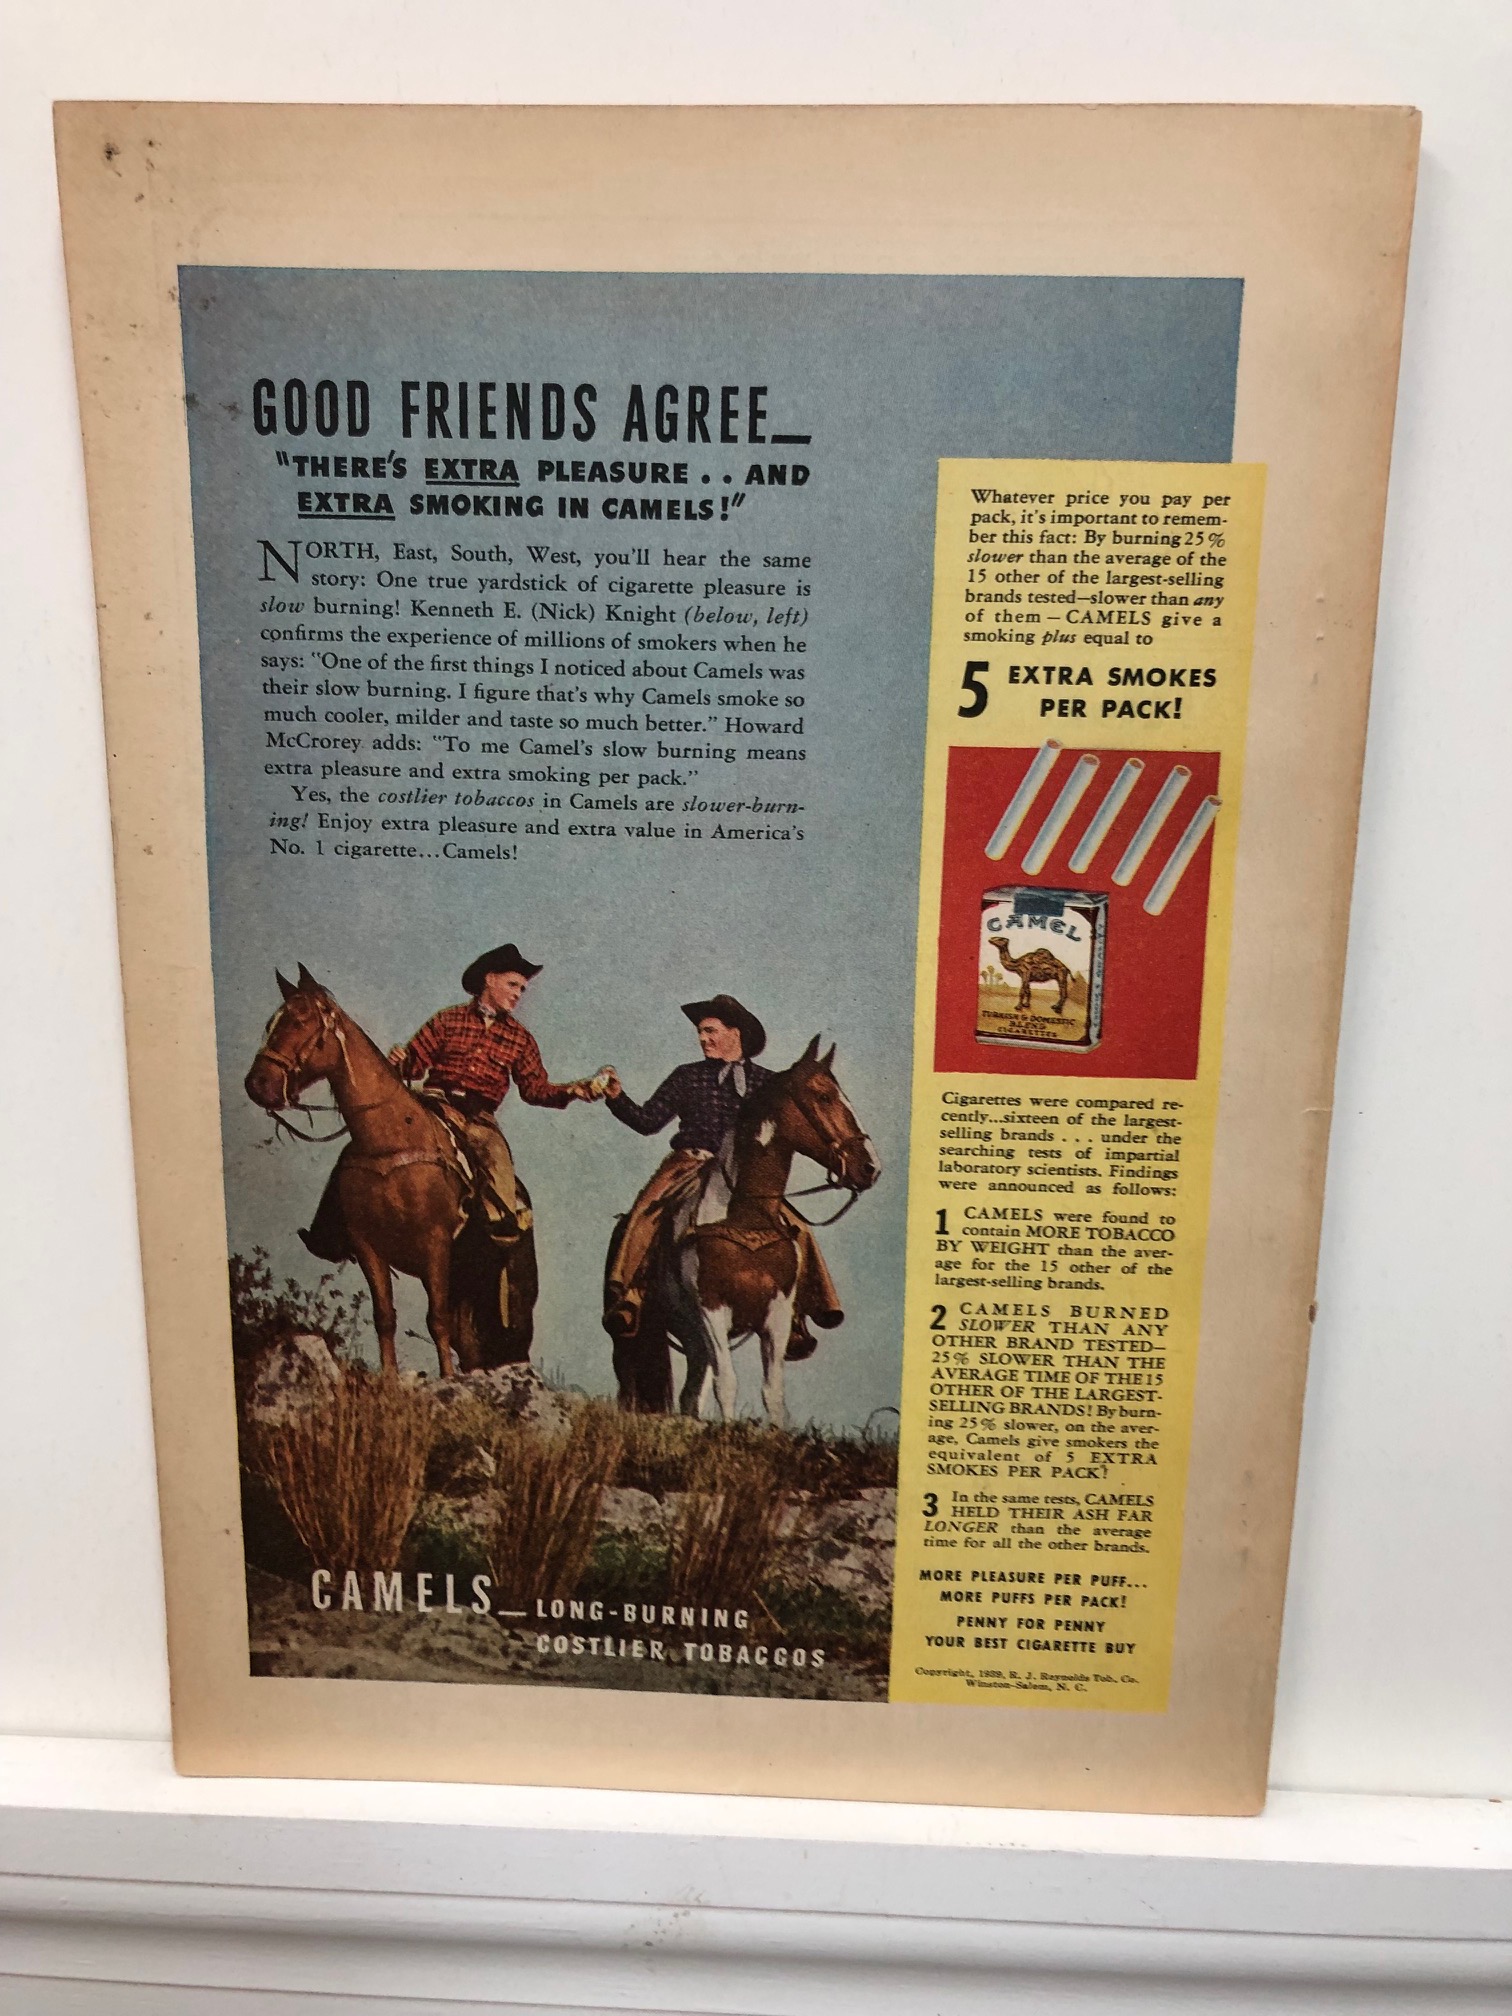 GOOD FRIENDS AGREE—
"THERE'S EXTRA PLEASURE . . AND
EXTRA SMOKING IN CAMELS!"
NORTH, East, South, West, you'll hear the same
story: One true yardstick of cigarette pleasure is
slow burning! Kenneth E. (Nick) Knight (below, left)
confirms the experience of millions of smokers when he
says: "One of the first things I noticed about Camels was
their slow burning. I figure that's why Camels smoke so
much cooler, milder and taste so much better." Howard
McCrorey adds: "To me Camel's slow burning means
extra pleasure and extra smoking per pack."
Yes, the costlier tobaccos in Camels are slower-burn-
ing! Enjoy extra pleasure and extra value in America's
No. 1 cigarette...Camels!
CAMELS—LONG-BURNING
COSTLIER TOBACCOS
Whatever price you pay per
pack, it's important to remem-
ber this fact: By burning 25%
slower than the average of the
15 other of the largest-selling
brands tested—slower than any
of them — CAMELS give a
smoking plus equal to
5 EXTRA SMOKES
PER PACK!
CAMEL
TURKISH & DOMESTIC
BLEND
CIGARETTES
Cigarettes were compared re-
cently...sixteen of the largest-
selling brands . . . under the
searching tests of impartial
laboratory scientists. Findings
were announced as follows:
1 CAMELS were found to
contain MORE TOBACCO
BY WEIGHT than the aver-
age for the 15 other of the
largest-selling brands.
2 CAMELS BURNED
SLOWER THAN ANY
OTHER BRAND TESTED—
25% SLOWER THAN THE
AVERAGE TIME OF THE 15
OTHER OF THE LARGEST-
SELLING BRANDS! By burn-
ing 25% slower, on the aver-
age, Camels give smokers the
equivalent of 5 EXTRA
SMOKES PER PACK!
3 In the same tests, CAMELS
HELD THEIR ASH FAR
LONGER than the average
time for all the other brands.
MORE PLEASURE PER PUFF...
MORE PUFFS PER PACK!
PENNY FOR PENNY
YOUR BEST CIGARETTE BUY
Copyright, 1939, R. J. Reynolds Tob. Co.
Winston-Salem, N. C.